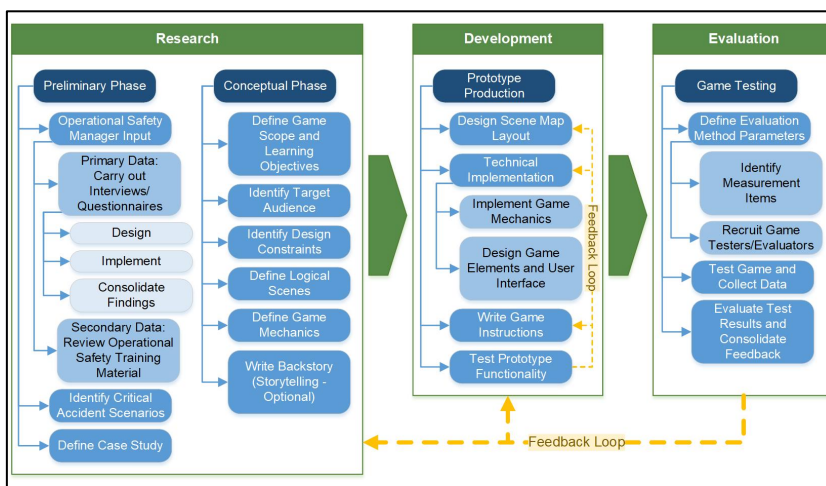 Research
Preliminary Phase
Operational Safety
Manager Input
Primary Data:
Carry out
Interviews/
Questionnaires
Design
Implement
Consolidate
Findings
Secondary Data:
Review Operational
Safety Training
Material
Identify Critical
Accident Scenarios
Define Case Study
Conceptual Phase
Define Game
Scope and
Learning
Objectives
Identify Target
Audience
Identify Design
Constraints
Define Logical
Scenes
Define Game
Mechanics
Write Backstory
(Storytelling -
Optional)
Development
Prototype
Production
Design Scene Map
Layout
Technical
Implementation
Implement Game
Mechanics
Design Game
Elements and User
Interface
Write Game
Instructions
Test Prototype
Functionality
Feedback Loop
Evaluation
Game Testing
Define Evaluation
Method Parameters
Identify
Measurement
Items
Recruit Game
Testers/Evaluators
Test Game and
Collect Data
Evaluate Test
Results and
Consolidate
Feedback
Feedback Loop